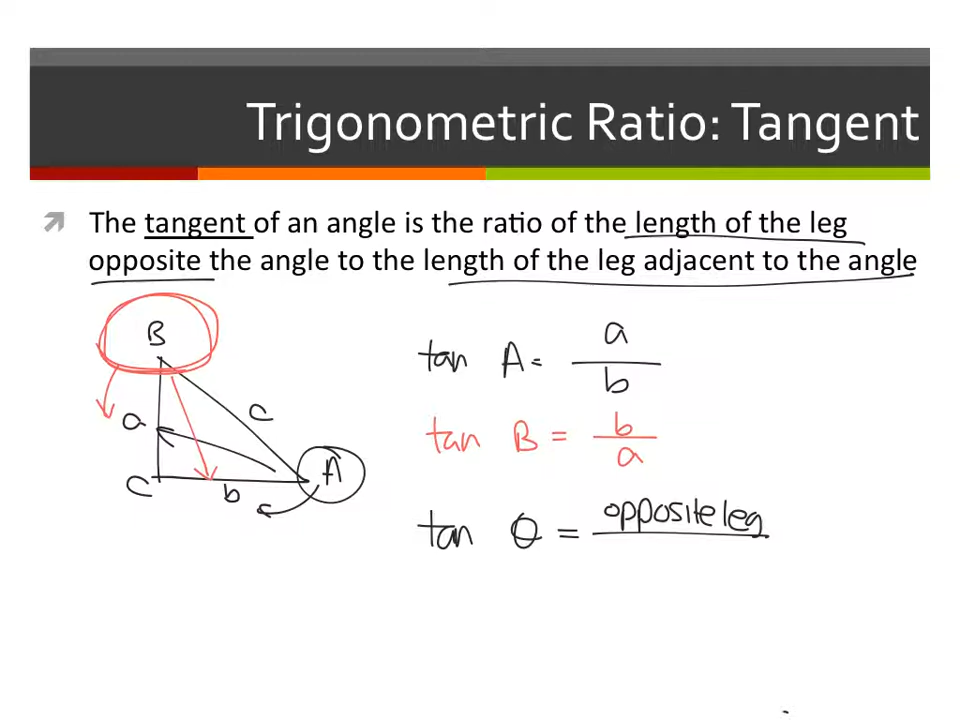 Trigonometric Ratio: Tangent
The tangent of an angle is the ratio of the length of the leg
opposite the angle to the length of the leg adjacent to the angle
B
a
c
C
b
A
tan A = a
b
tan B = b
a
tan θ = opposite leg